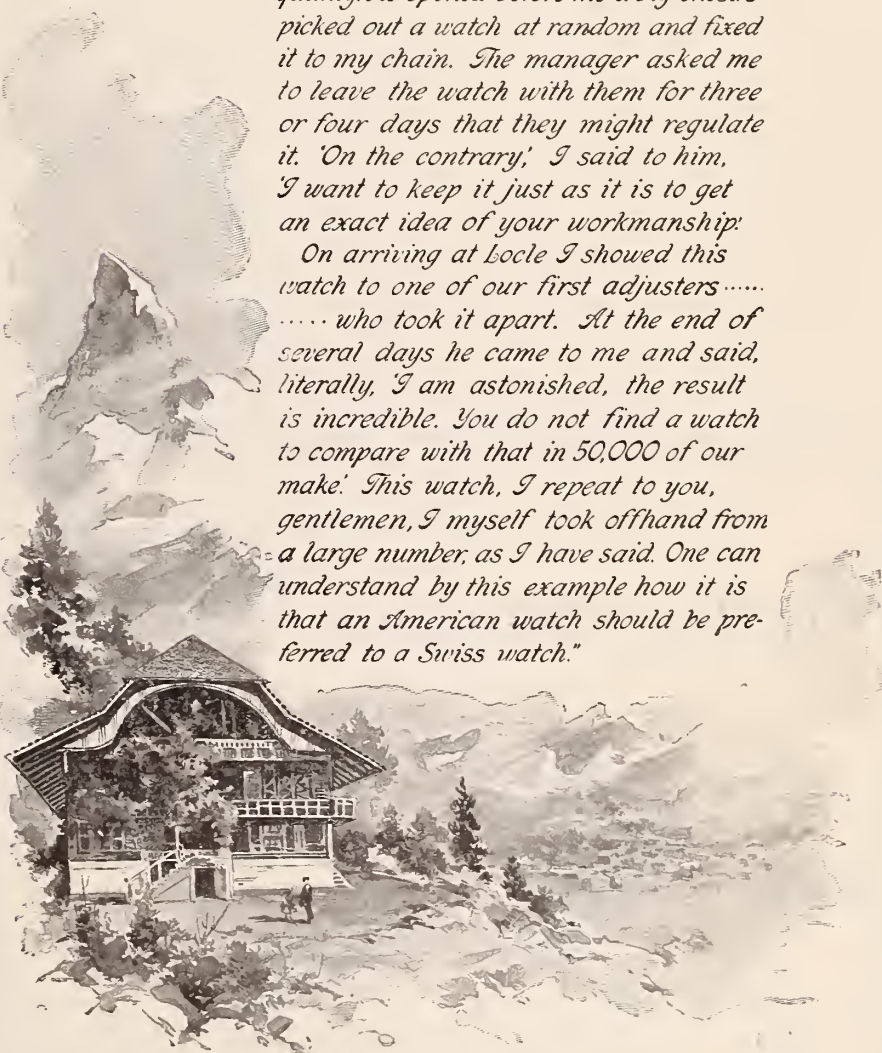 picked out a watch at random and fixed
it to my chain. The manager asked me
to leave the watch with them for three
or four days that they might regulate
it. 'On the contrary,' I said to him,
'I want to keep it just as it is to get
an exact idea of your workmanship.'
On arriving at Locle I showed this
watch to one of our first adjusters ······
····· who took it apart. At the end of
several days he came to me and said,
literally, 'I am astonished, the result
is incredible. You do not find a watch
to compare with that in 50,000 of our
make.' This watch, I repeat to you,
gentlemen, I myself took offhand from
a large number, as I have said. One can
understand by this example how it is
that an American watch should be pre-
ferred to a Swiss watch."